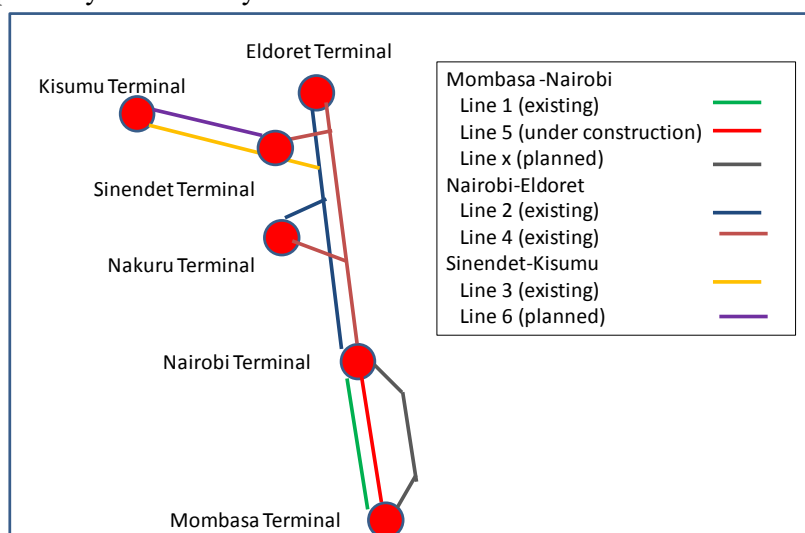 Eldoret Terminal
Kisumu Terminal
Sinendet Terminal
Nakuru Terminal
Nairobi Terminal
Mombasa Terminal
Mombasa -Nairobi
Line 1 (existing)
Line 5 (under construction)
Line x (planned)
Nairobi-Eldoret
Line 2 (existing)
Line 4 (existing)
Sinendet-Kisumu
Line 3 (existing)
Line 6 (planned)